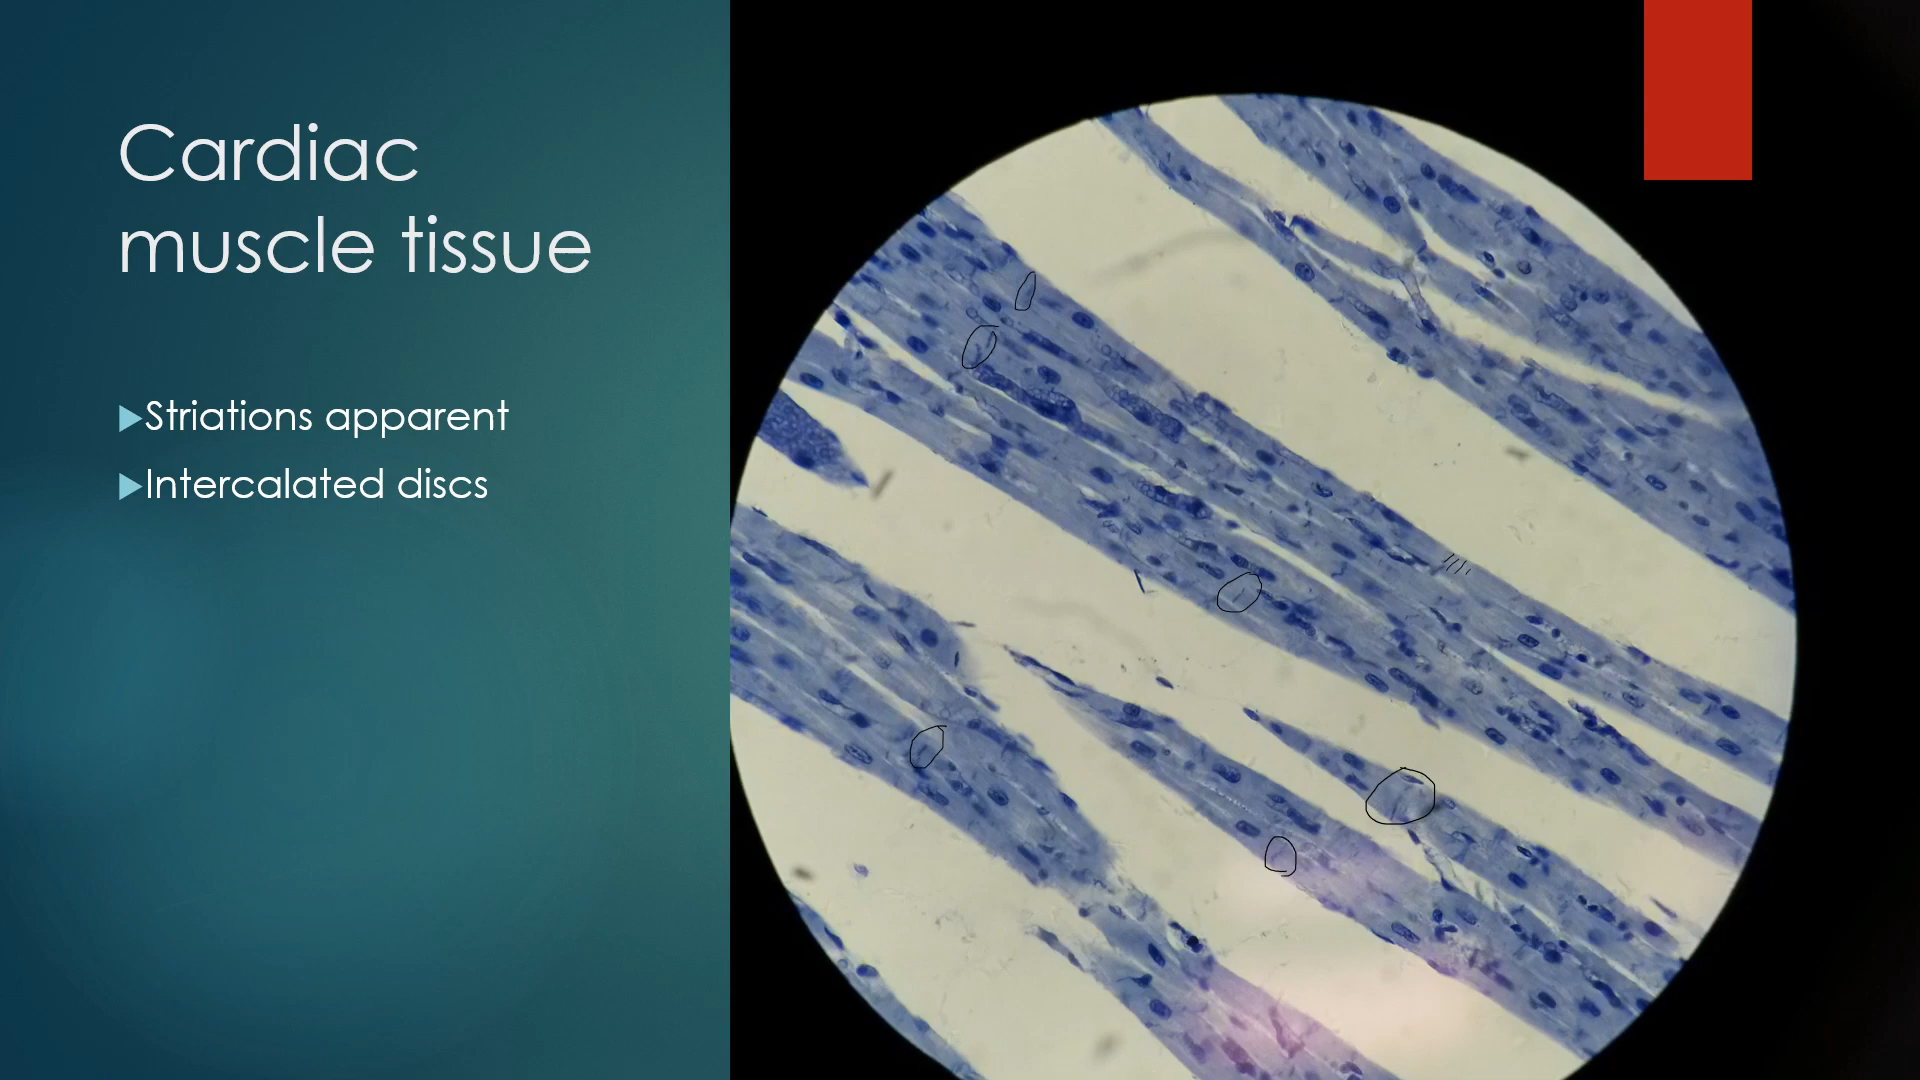 Cardiac
muscle tissue
Striations apparent
Intercalated discs